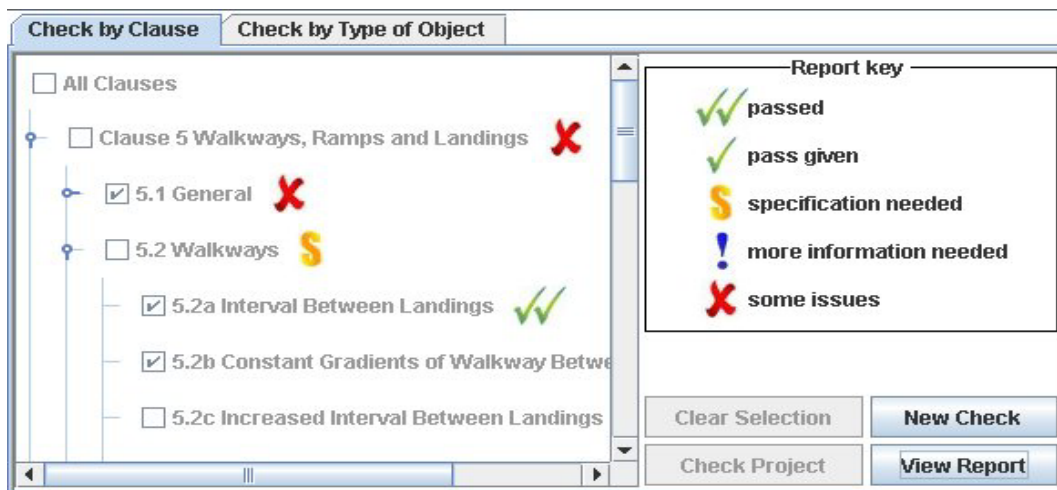 Check by Clause
Check by Type of Object
All Clauses
Clause 5 Walkways, Ramps and Landings
5.1 General
5.2 Walkways
5.2a Interval Between Landings
5.2b Constant Gradients of Walkway Betwe
5.2c Increased Interval Between Landings
Report key
passed
pass given
specification needed
more information needed
some issues
Clear Selection
New Check
Check Project
View Report